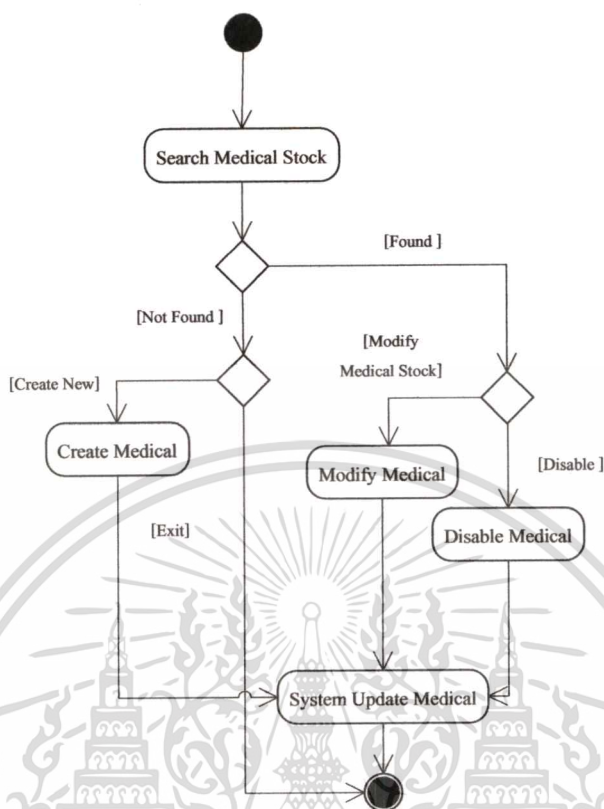 Search Medical Stock
[Found ]
[Not Found ]
[Modify
Medical Stock]
[Create New]
Create Medical
Modify Medical
[Disable ]
[Exit]
Disable Medical
System Update Medical